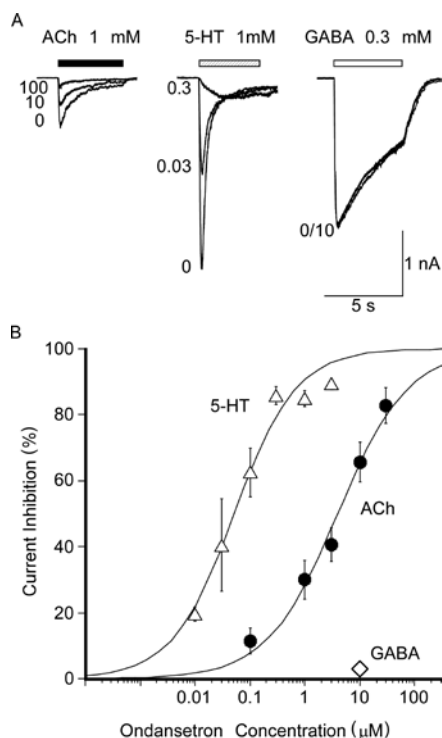 A
ACh 1 mM
5-HT 1mM
GABA 0.3 mM
100
10
0
0.3
0.03
0
0/10
1 nA
5 s
B
100
80
60
40
20
0
Current Inhibition (%)
5-HT
ACh
GABA
0.01 0.1 1 10 100
Ondansetron Concentration (μM)